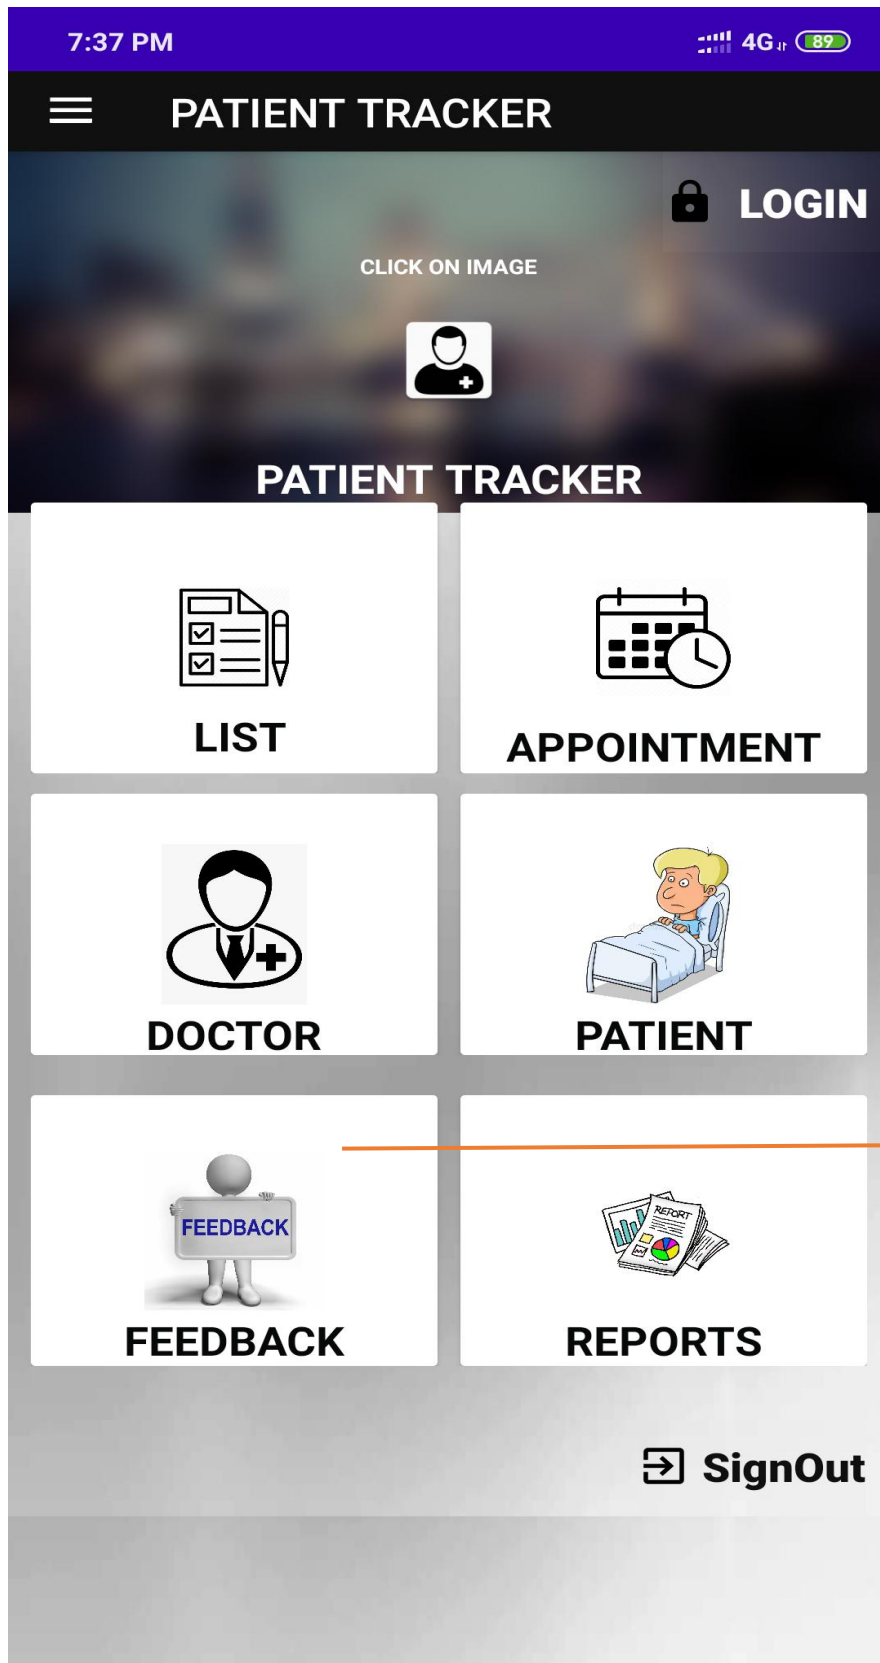 7:37 PM 4G 89
PATIENT TRACKER
LOGIN
CLICK ON IMAGE
PATIENT TRACKER
LIST
APPOINTMENT
DOCTOR
PATIENT
FEEDBACK
REPORT
FEEDBACK
REPORTS
SignOut